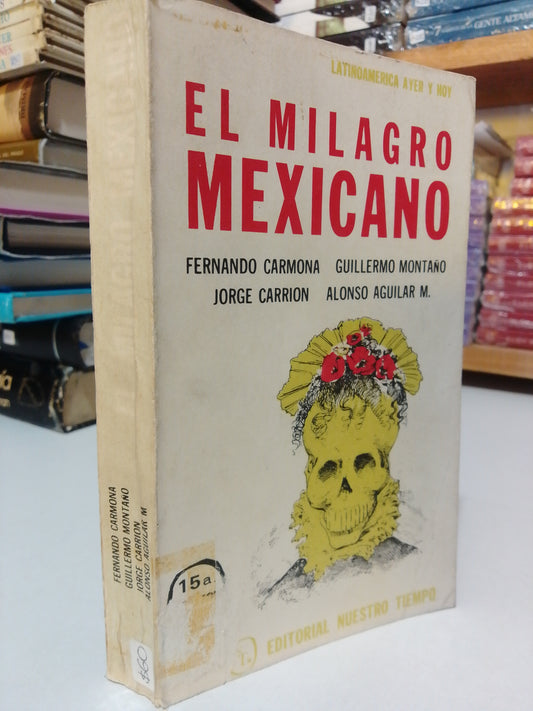 LATINOAMERICA AYER Y HOY
EL MILAGRO
MEXICANO
FERNANDO CARMONA GUILLERMO MONTAÑO
JORGE CARRION ALONSO AGUILAR M.
15a
EDITORIAL NUESTRO TIEMPO
FERNANDO CARMONA
GUILLERMO MONTAÑO
JORGE CARRION
ALONSO AGUILAR M
$60